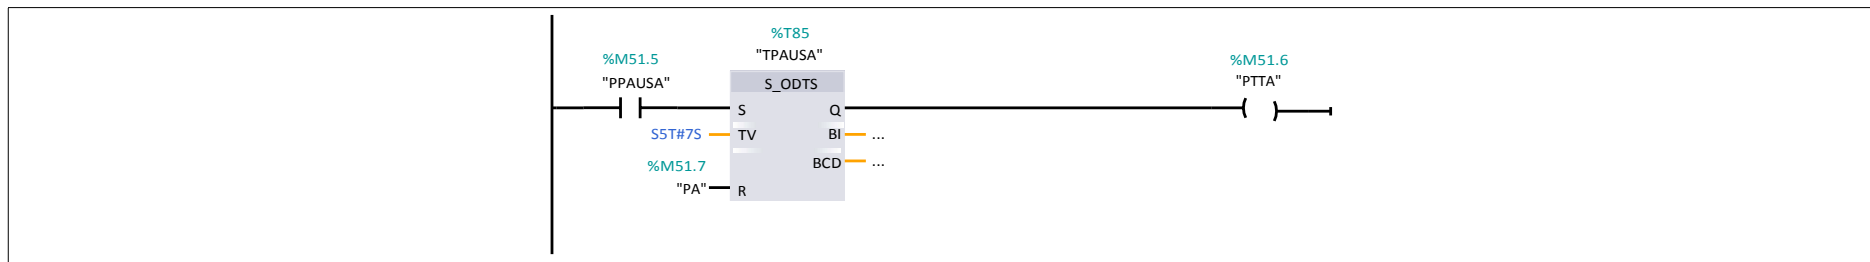 %T85
"TPAUSA"
%M51.5
"PPAUSA"
%M51.6
"PTTA"
S_ODTS
S Q
S5T#7S TV BI ...
%M51.7 BCD ...
"PA" R